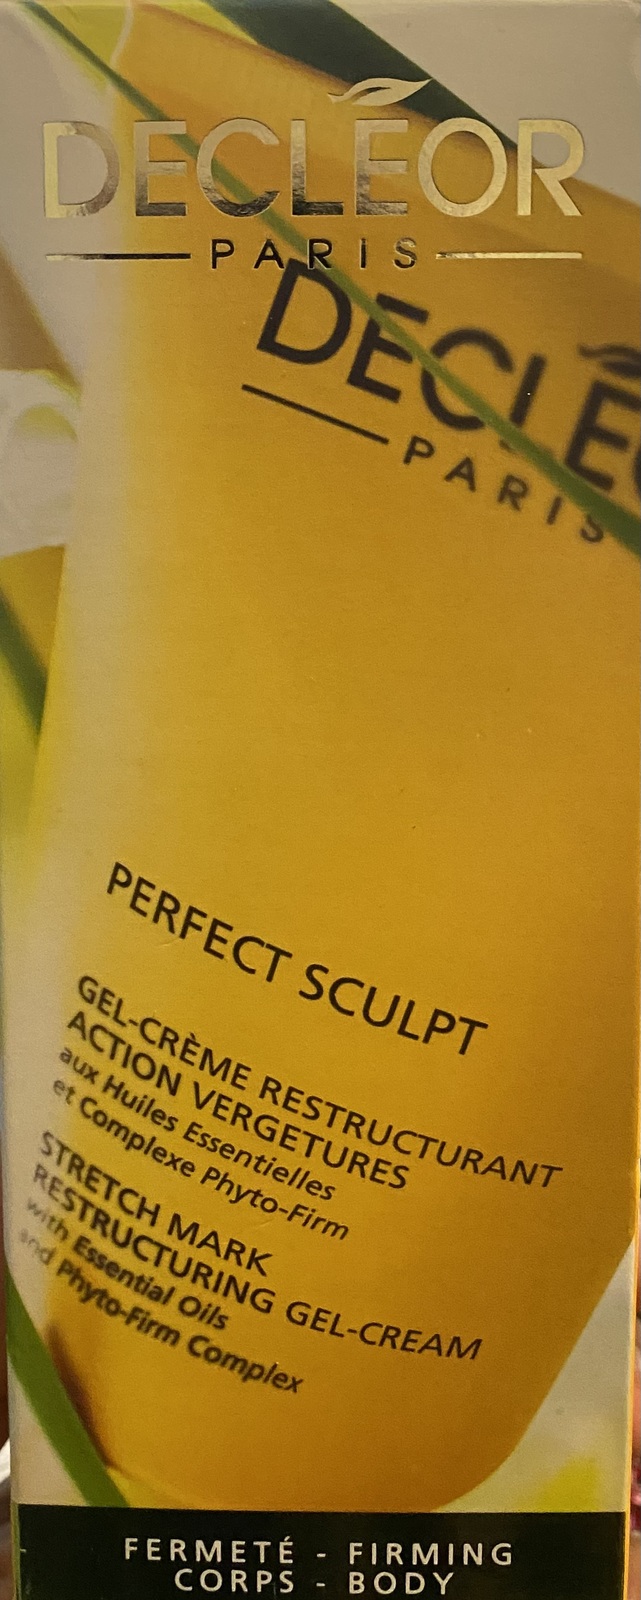 DECLÉOR
PARIS
DECLÉO
PARIS
PERFECT SCULPT
GEL-CRÈME RESTRUCTURANT
ACTION VERGETURES
aux Huiles Essentielles
et Complexe Phyto-Firm
STRETCH MARK
RESTRUCTURING GEL-CREAM
with Essential Oils
and Phyto-Firm Complex
FERMETÉ - FIRMING
CORPS - BODY